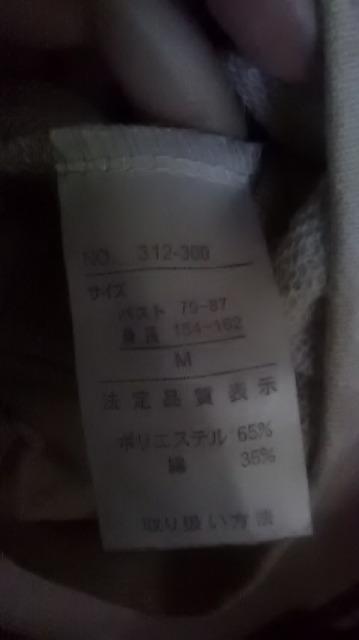 NO. 312-300
サイズ
バスト 79-87
身長 154-162
M
法定品質表示
ポリエステル 65%
綿 35%
取り扱い方法